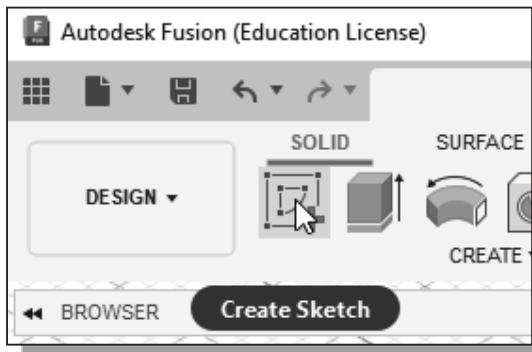 Autodesk Fusion (Education License)
SOLID
SURFACE
DESIGN
CREATE
BROWSER
Create Sketch